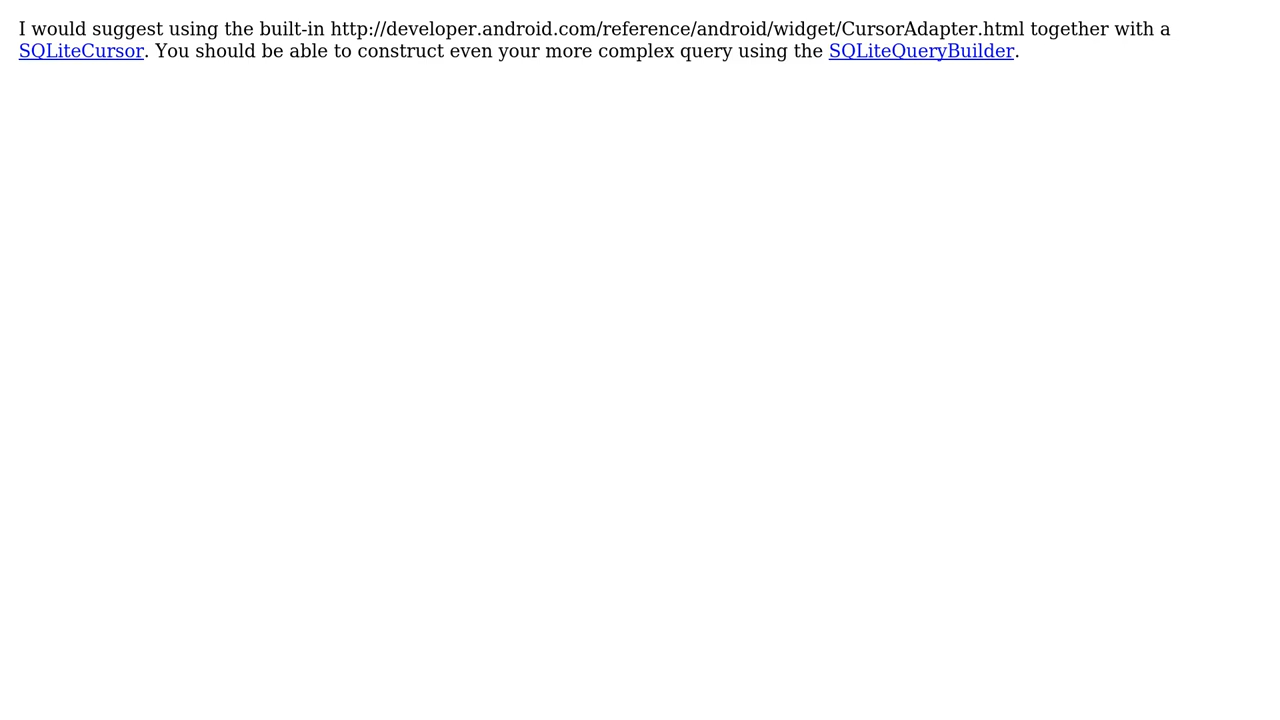 I would suggest using the built-in http://developer.android.com/reference/android/widget/CursorAdapter.html together with a
SQLiteCursor. You should be able to construct even your more complex query using the SQLiteQueryBuilder.